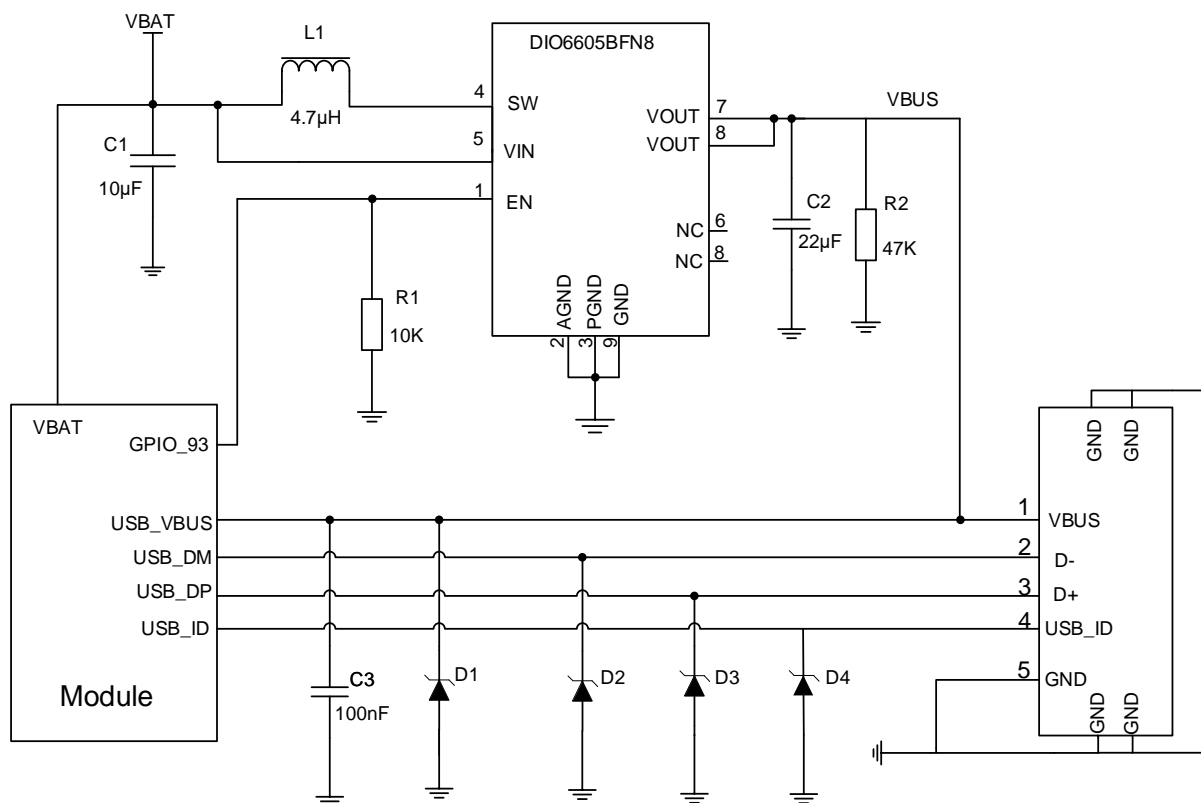 VBAT
L1
4.7µH
C1
10µF
DIO6605BFN8
4
SW
5
VIN
1
EN
VOUT
7
VOUT
8
VBUS
NC
6
NC
8
C2
22µF
R2
47K
AGND
PGND
GND
2
3
9
R1
10K
VBAT
GPIO_93
USB_VBUS
USB_DM
USB_DP
USB_ID
Module
C3
100nF
D1
D2
D3
D4
GND
GND
1
VBUS
2
D-
3
D+
4
USB_ID
5
GND
GND
GND